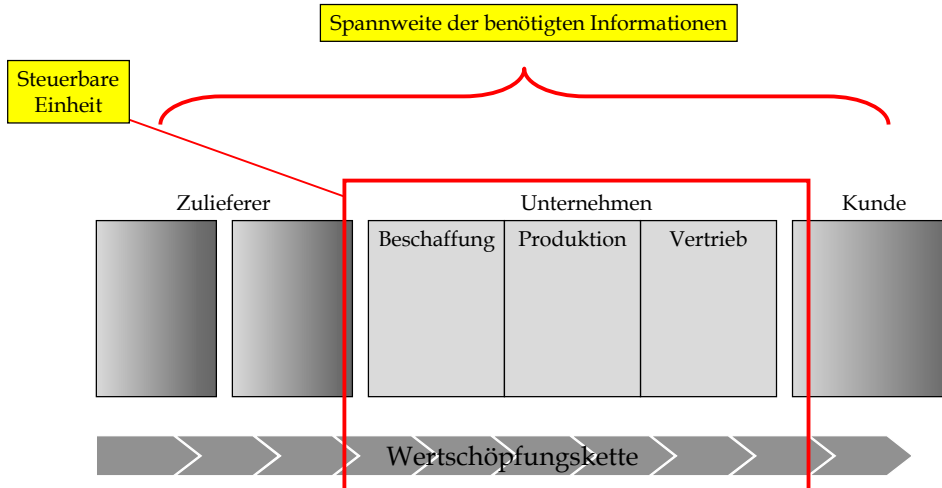 Spannweite der benötigten Informationen
Steuerbare
Einheit
Zulieferer
Unternehmen
Kunde
Beschaffung
Produktion
Vertrieb
Wertschöpfungskette